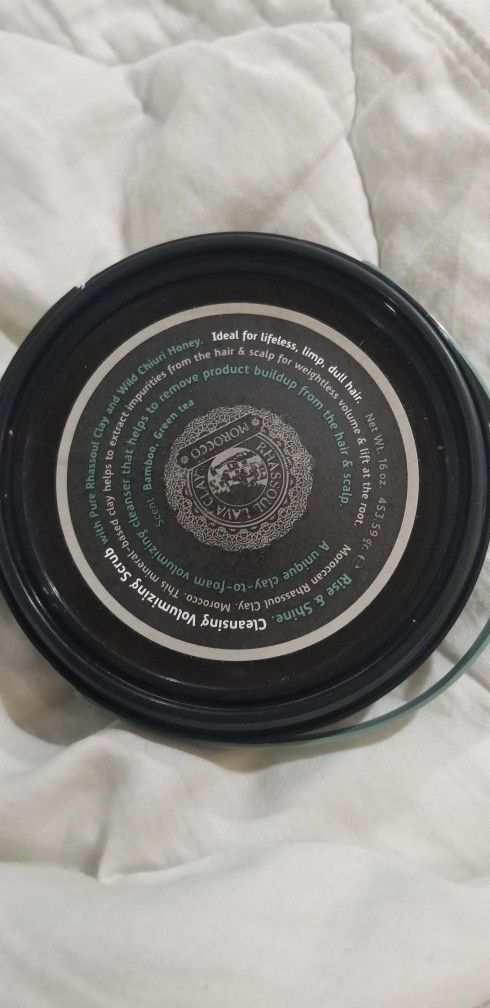 Rise & Shine. Cleansing Volumizing Scrub with Pure Rhassoul Clay and Wild Chiuri Honey. Ideal for lifeless, limp, dull hair. Net Wt. 16 oz. 453.59 gr. ℮
Moroccan Rhassoul Clay. Morocco. This mineral-based clay helps to extract impurities from the hair & scalp for weightless volume & lift at the root.
A unique clay-to-foam volumizing cleanser that helps to remove product buildup from the hair & scalp.
Scent Bamboo, Green tea
RHASSOUL LAVA CLAY
MOROCCO